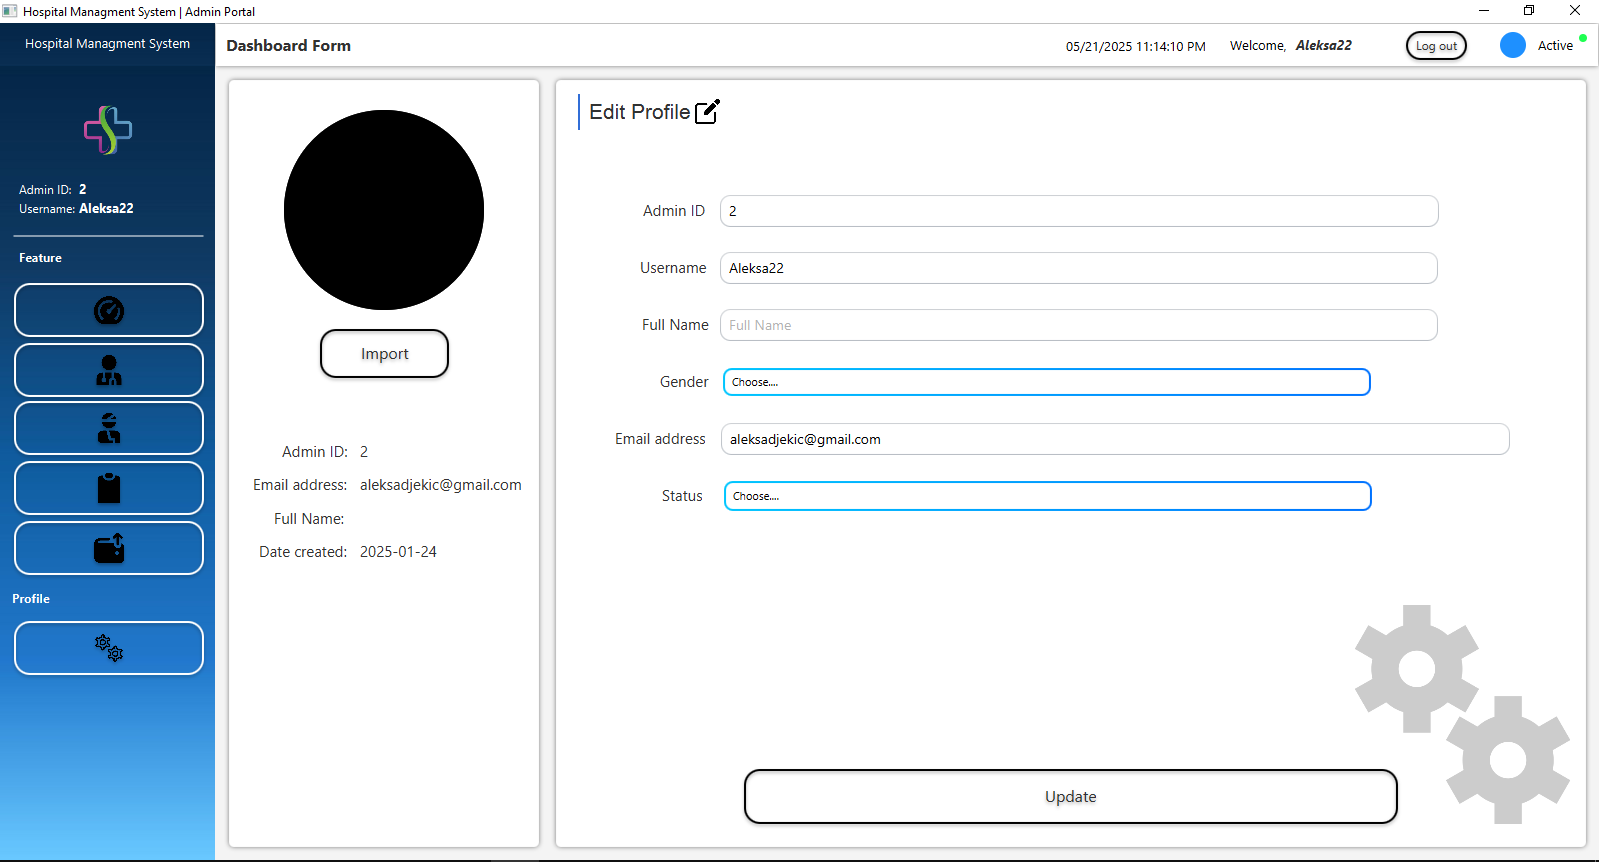 Hospital Managment System | Admin Portal
Hospital Managment System
Dashboard Form
05/21/2025 11:14:10 PM
Welcome, Aleksa22
Log out
Active
Admin ID: 2
Username: Aleksa22
Feature
Profile
Import
Admin ID: 2
Email address: aleksadjekic@gmail.com
Full Name:
Date created: 2025-01-24
Edit Profile
Admin ID 2
Username Aleksa22
Full Name Full Name
Gender Choose....
Email address aleksadjekic@gmail.com
Status Choose....
Update